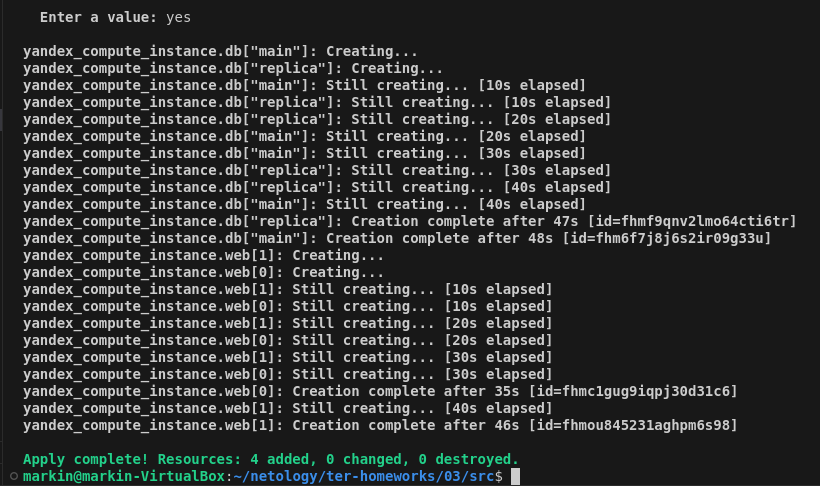 Enter a value: yes
yandex_compute_instance.db["main"]: Creating...
yandex_compute_instance.db["replica"]: Creating...
yandex_compute_instance.db["main"]: Still creating... [10s elapsed]
yandex_compute_instance.db["replica"]: Still creating... [10s elapsed]
yandex_compute_instance.db["replica"]: Still creating... [20s elapsed]
yandex_compute_instance.db["main"]: Still creating... [20s elapsed]
yandex_compute_instance.db["main"]: Still creating... [30s elapsed]
yandex_compute_instance.db["replica"]: Still creating... [30s elapsed]
yandex_compute_instance.db["replica"]: Still creating... [40s elapsed]
yandex_compute_instance.db["main"]: Still creating... [40s elapsed]
yandex_compute_instance.db["replica"]: Creation complete after 47s [id=fhmf9qnv2lmo64cti6tr]
yandex_compute_instance.db["main"]: Creation complete after 48s [id=fhm6f7j8j6s2ir09g33u]
yandex_compute_instance.web[1]: Creating...
yandex_compute_instance.web[0]: Creating...
yandex_compute_instance.web[1]: Still creating... [10s elapsed]
yandex_compute_instance.web[0]: Still creating... [10s elapsed]
yandex_compute_instance.web[1]: Still creating... [20s elapsed]
yandex_compute_instance.web[0]: Still creating... [20s elapsed]
yandex_compute_instance.web[1]: Still creating... [30s elapsed]
yandex_compute_instance.web[0]: Still creating... [30s elapsed]
yandex_compute_instance.web[0]: Creation complete after 35s [id=fhmc1gug9iqpj30d31c6]
yandex_compute_instance.web[1]: Still creating... [40s elapsed]
yandex_compute_instance.web[1]: Creation complete after 46s [id=fhmou845231aghpm6s98]
Apply complete! Resources: 4 added, 0 changed, 0 destroyed.
markin@markin-VirtualBox:~/netology/ter-homeworks/03/src$